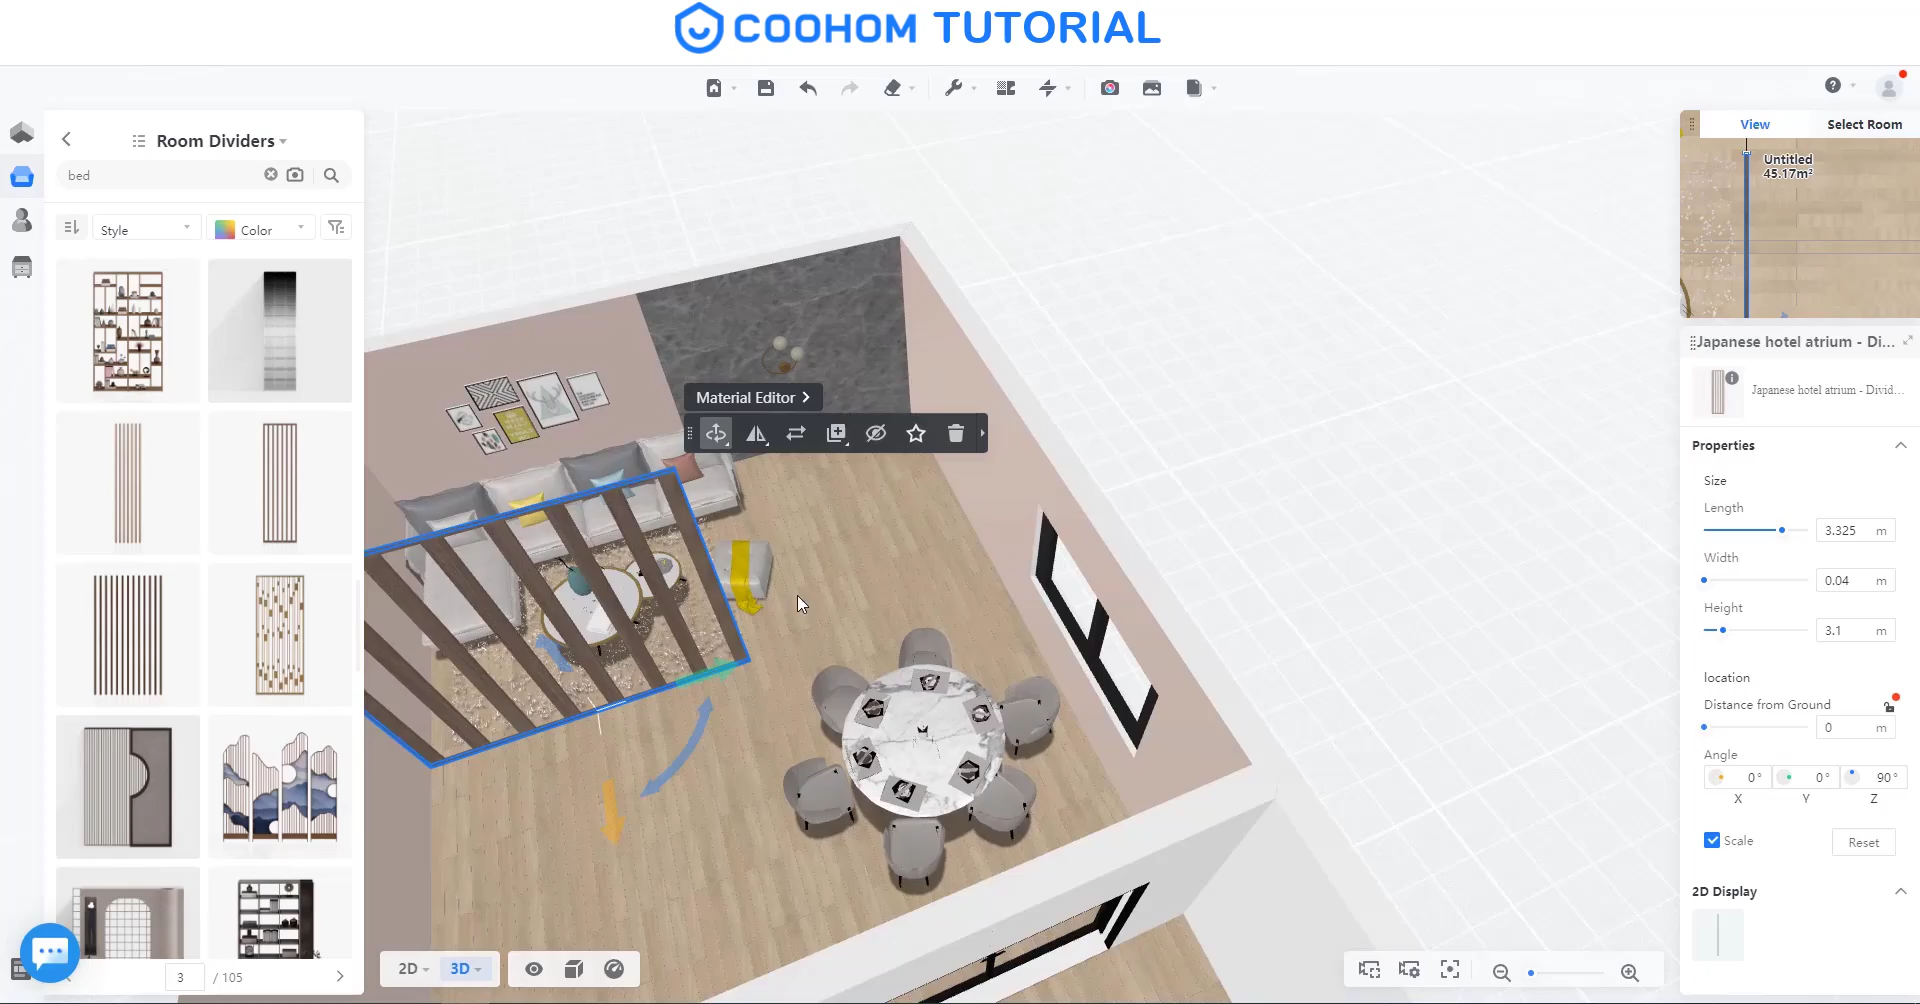 COOHOM TUTORIAL
Room Dividers
bed
Style
Color
3 / 105
Material Editor
2D
3D
View
Select Room
Untitled
45.17m²
Japanese hotel atrium - Di...
Japanese hotel atrium - Divid...
Properties
Size
Length
3.325 m
Width
0.04 m
Height
3.1 m
location
Distance from Ground
0 m
Angle
0° 0° 90°
X Y Z
Scale
Reset
2D Display